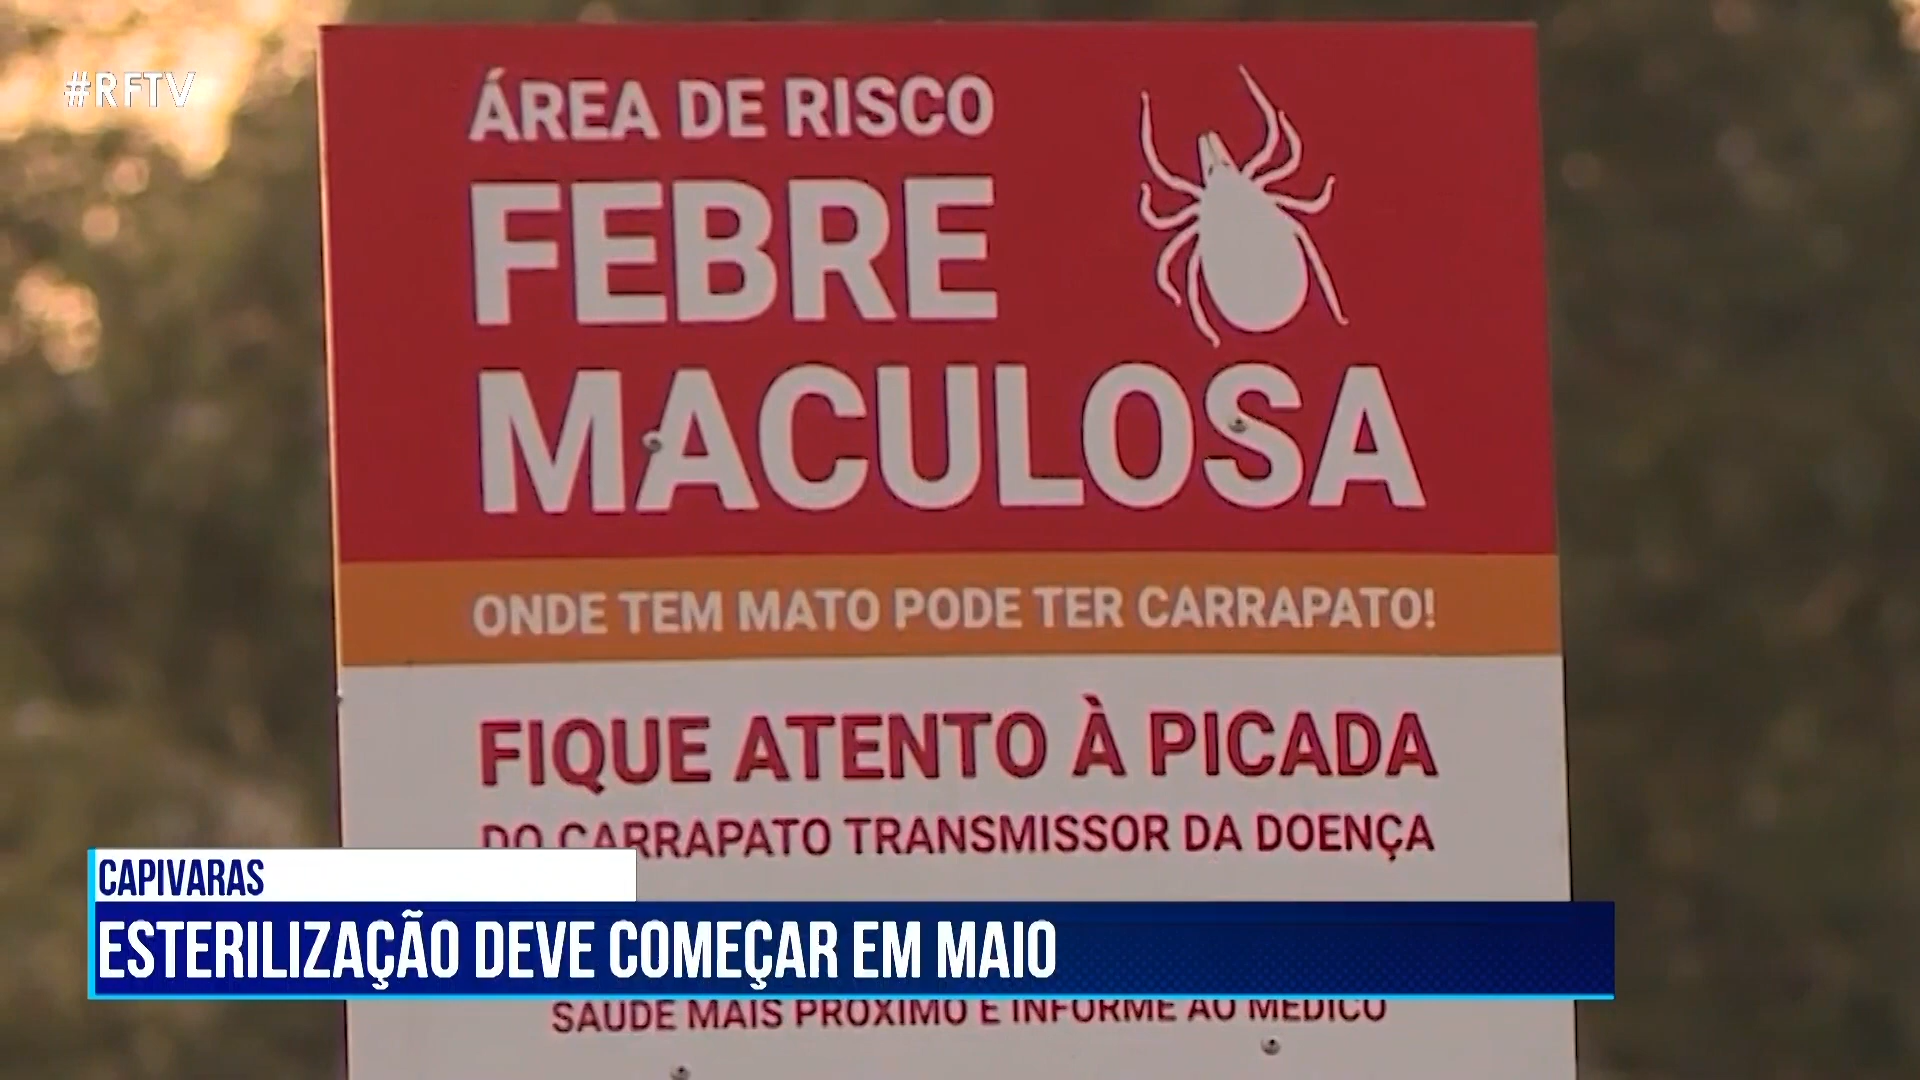 #RFTV
ÁREA DE RISCO
FEBRE
MACULOSA
ONDE TEM MATO PODE TER CARRAPATO!
FIQUE ATENTO À PICADA
DO CARRAPATO TRANSMISSOR DA DOENÇA
CAPIVARAS
ESTERILIZAÇÃO DEVE COMEÇAR EM MAIO
SAÚDE MAIS PRÓXIMO E INFORME AO MÉDICO